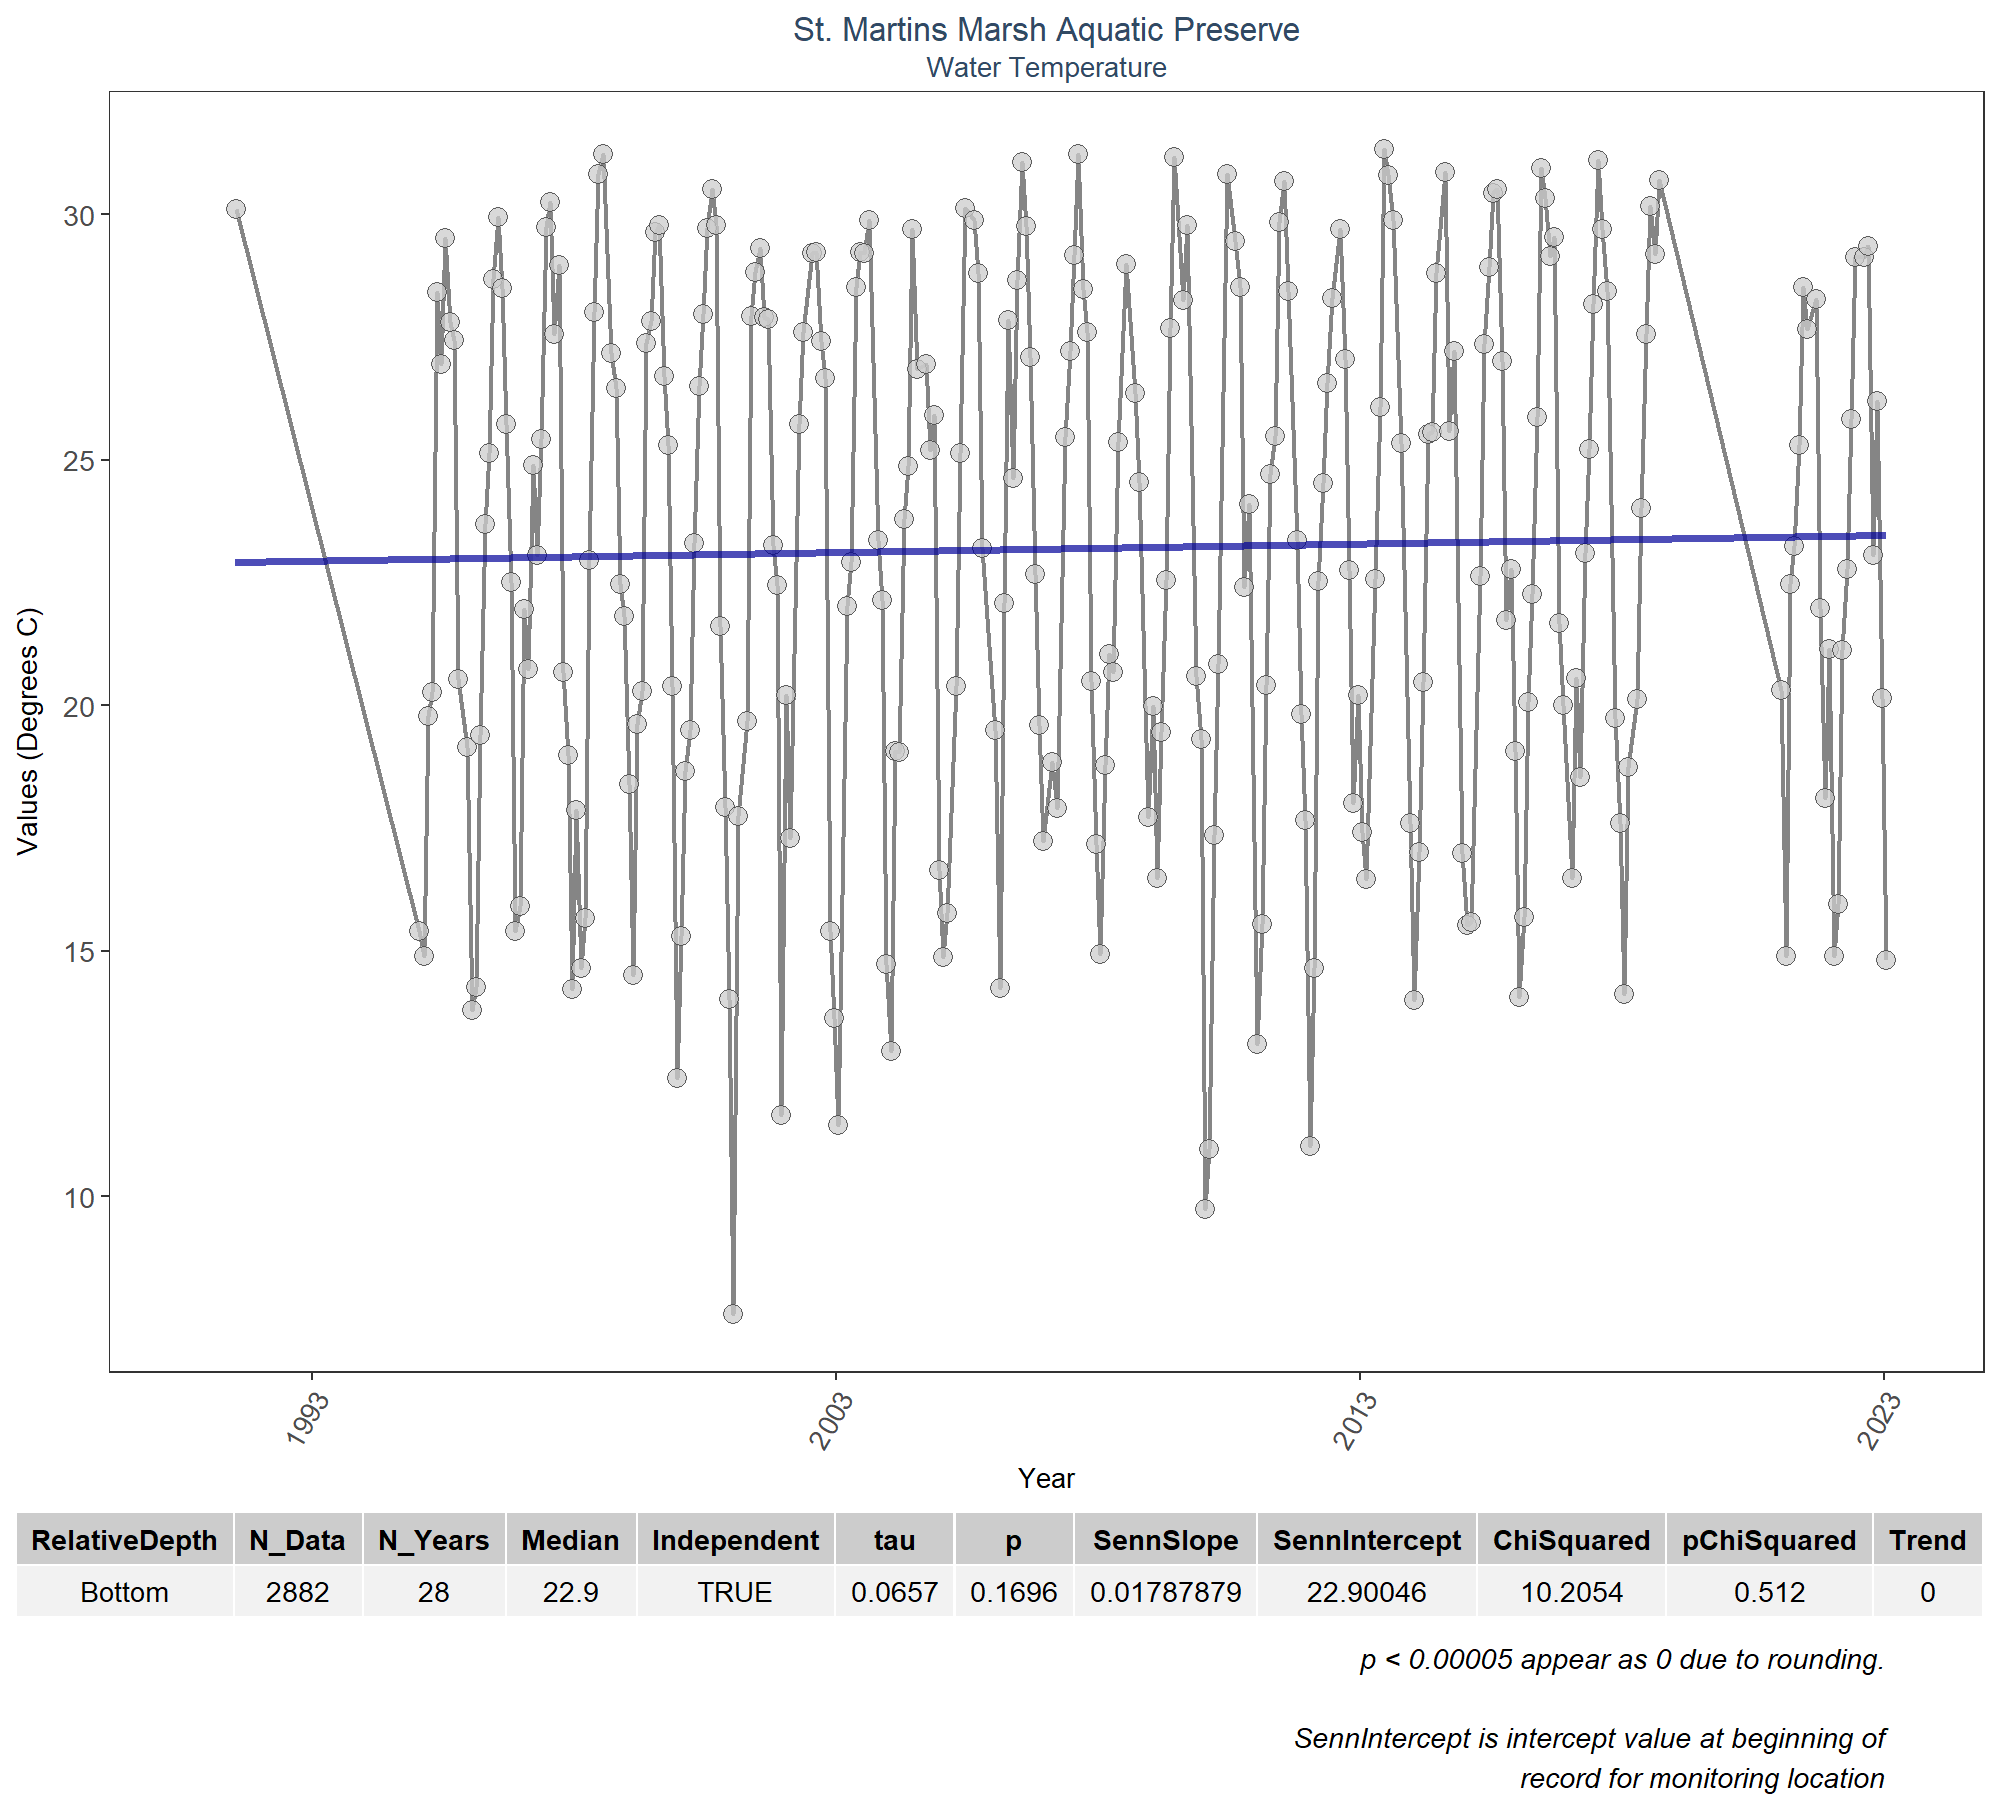 St. Martins Marsh Aquatic Preserve
Water Temperature
30
25
20
15
10
Values (Degrees C)
1993
2003
2013
2023
Year
RelativeDepth N_Data N_Years Median Independent tau p SennSlope SennIntercept ChiSquared pChiSquared Trend
Bottom 2882 28 22.9 TRUE 0.0657 0.1696 0.01787879 22.90046 10.2054 0.512 0
p < 0.00005 appear as 0 due to rounding.
SennIntercept is intercept value at beginning of
record for monitoring location